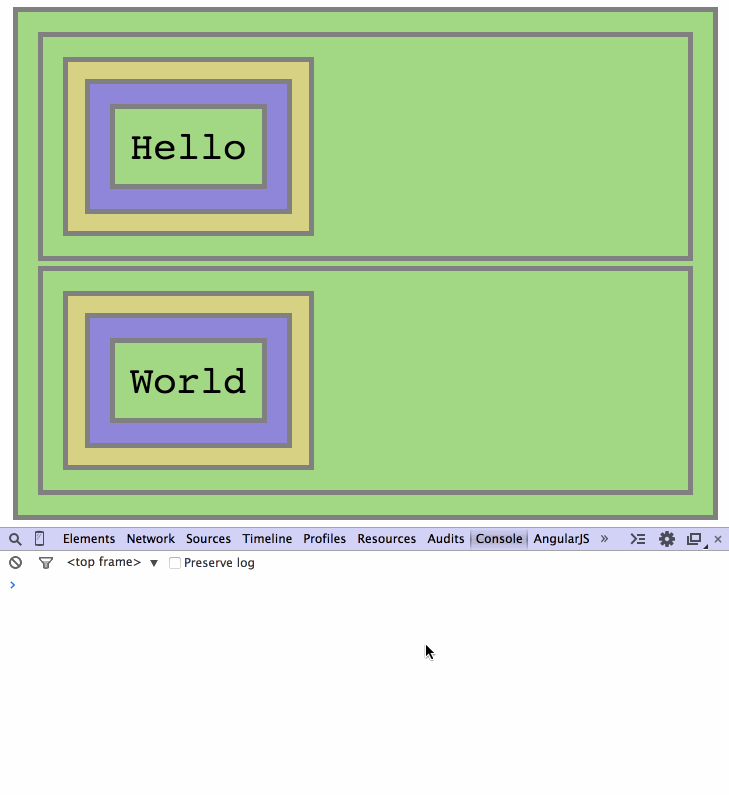 Hello
World
Elements Network Sources Timeline Profiles Resources Audits Console AngularJS »
<top frame> ▼ Preserve log